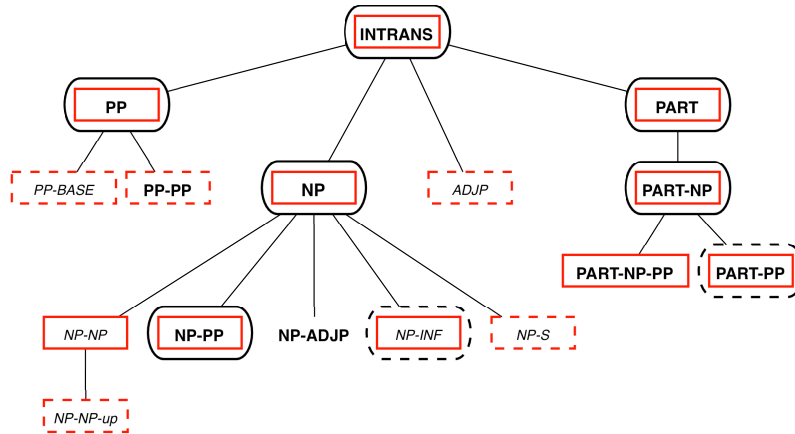 INTRANS
PP
PART
PP-BASE
PP-PP
NP
ADJP
PART-NP
PART-NP-PP
PART-PP
NP-NP
NP-PP
NP-ADJP
NP-INF
NP-S
NP-NP-up